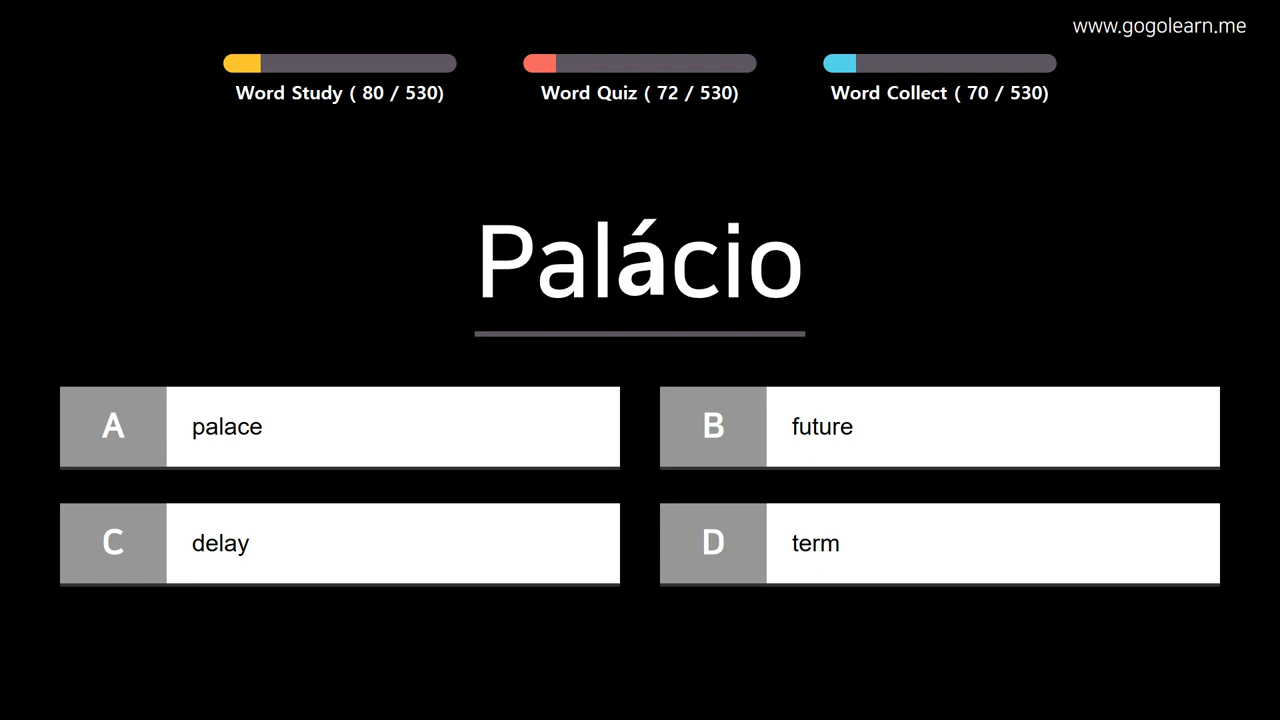 www.gogolearn.me
Word Study ( 80 / 530)
Word Quiz ( 72 / 530)
Word Collect ( 70 / 530)
Palácio
A palace
B future
C delay
D term